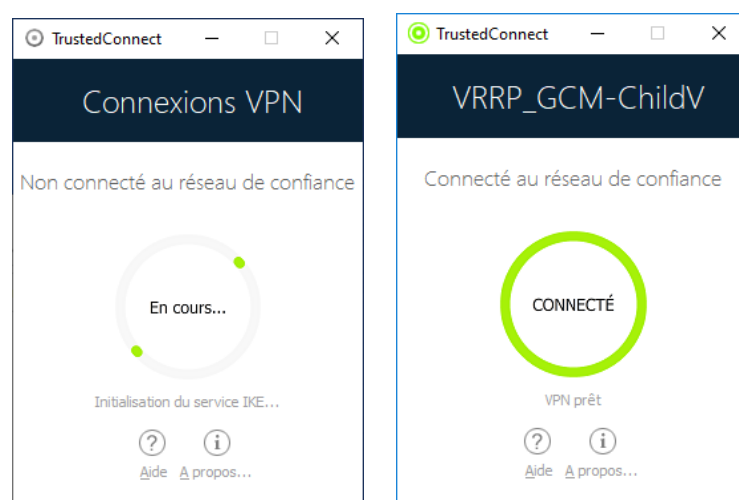 TrustedConnect
Connexions VPN
Non connecté au réseau de confiance
En cours...
Initialisation du service IKE...
Aide A propos...
TrustedConnect
VRRP_GCM-ChildV
Connecté au réseau de confiance
CONNECTÉ
VPN prêt
Aide A propos...